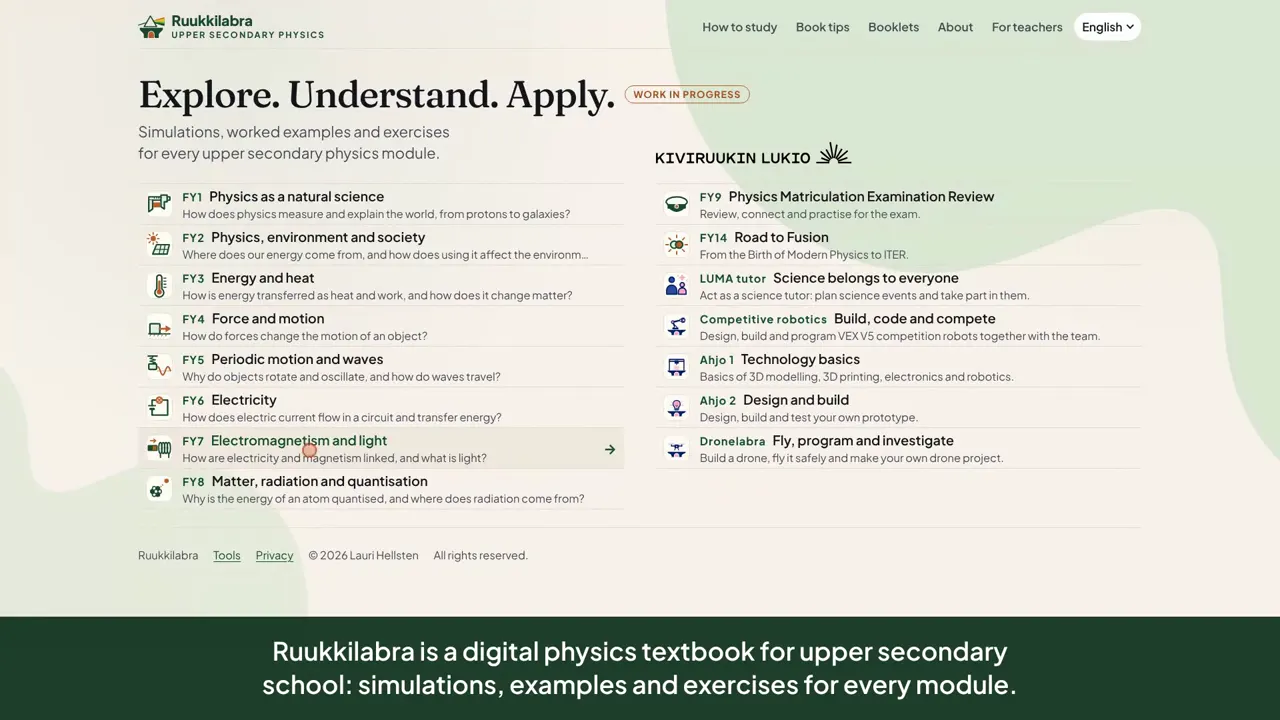 Ruukkilabra
UPPER SECONDARY PHYSICS
How to study
Book tips
Booklets
About
For teachers
English
Explore. Understand. Apply.
WORK IN PROGRESS
Simulations, worked examples and exercises
for every upper secondary physics module.
KIVIRUUKIN LUKIO
FY1 Physics as a natural science
How does physics measure and explain the world, from protons to galaxies?
FY2 Physics, environment and society
Where does our energy come from, and how does using it affect the environm...
FY3 Energy and heat
How is energy transferred as heat and work, and how does it change matter?
FY4 Force and motion
How do forces change the motion of an object?
FY5 Periodic motion and waves
Why do objects rotate and oscillate, and how do waves travel?
FY6 Electricity
How does electric current flow in a circuit and transfer energy?
FY7 Electromagnetism and light
How are electricity and magnetism linked, and what is light?
FY8 Matter, radiation and quantisation
Why is the energy of an atom quantised, and where does radiation come from?
FY9 Physics Matriculation Examination Review
Review, connect and practise for the exam.
FY14 Road to Fusion
From the Birth of Modern Physics to ITER.
LUMA tutor Science belongs to everyone
Act as a science tutor: plan science events and take part in them.
Competitive robotics Build, code and compete
Design, build and program VEX V5 competition robots together with the team.
Ahjo 1 Technology basics
Basics of 3D modelling, 3D printing, electronics and robotics.
Ahjo 2 Design and build
Design, build and test your own prototype.
Dronelabra Fly, program and investigate
Build a drone, fly it safely and make your own drone project.
Ruukkilabra Tools Privacy © 2026 Lauri Hellsten All rights reserved.
Ruukkilabra is a digital physics textbook for upper secondary
school: simulations, examples and exercises for every module.